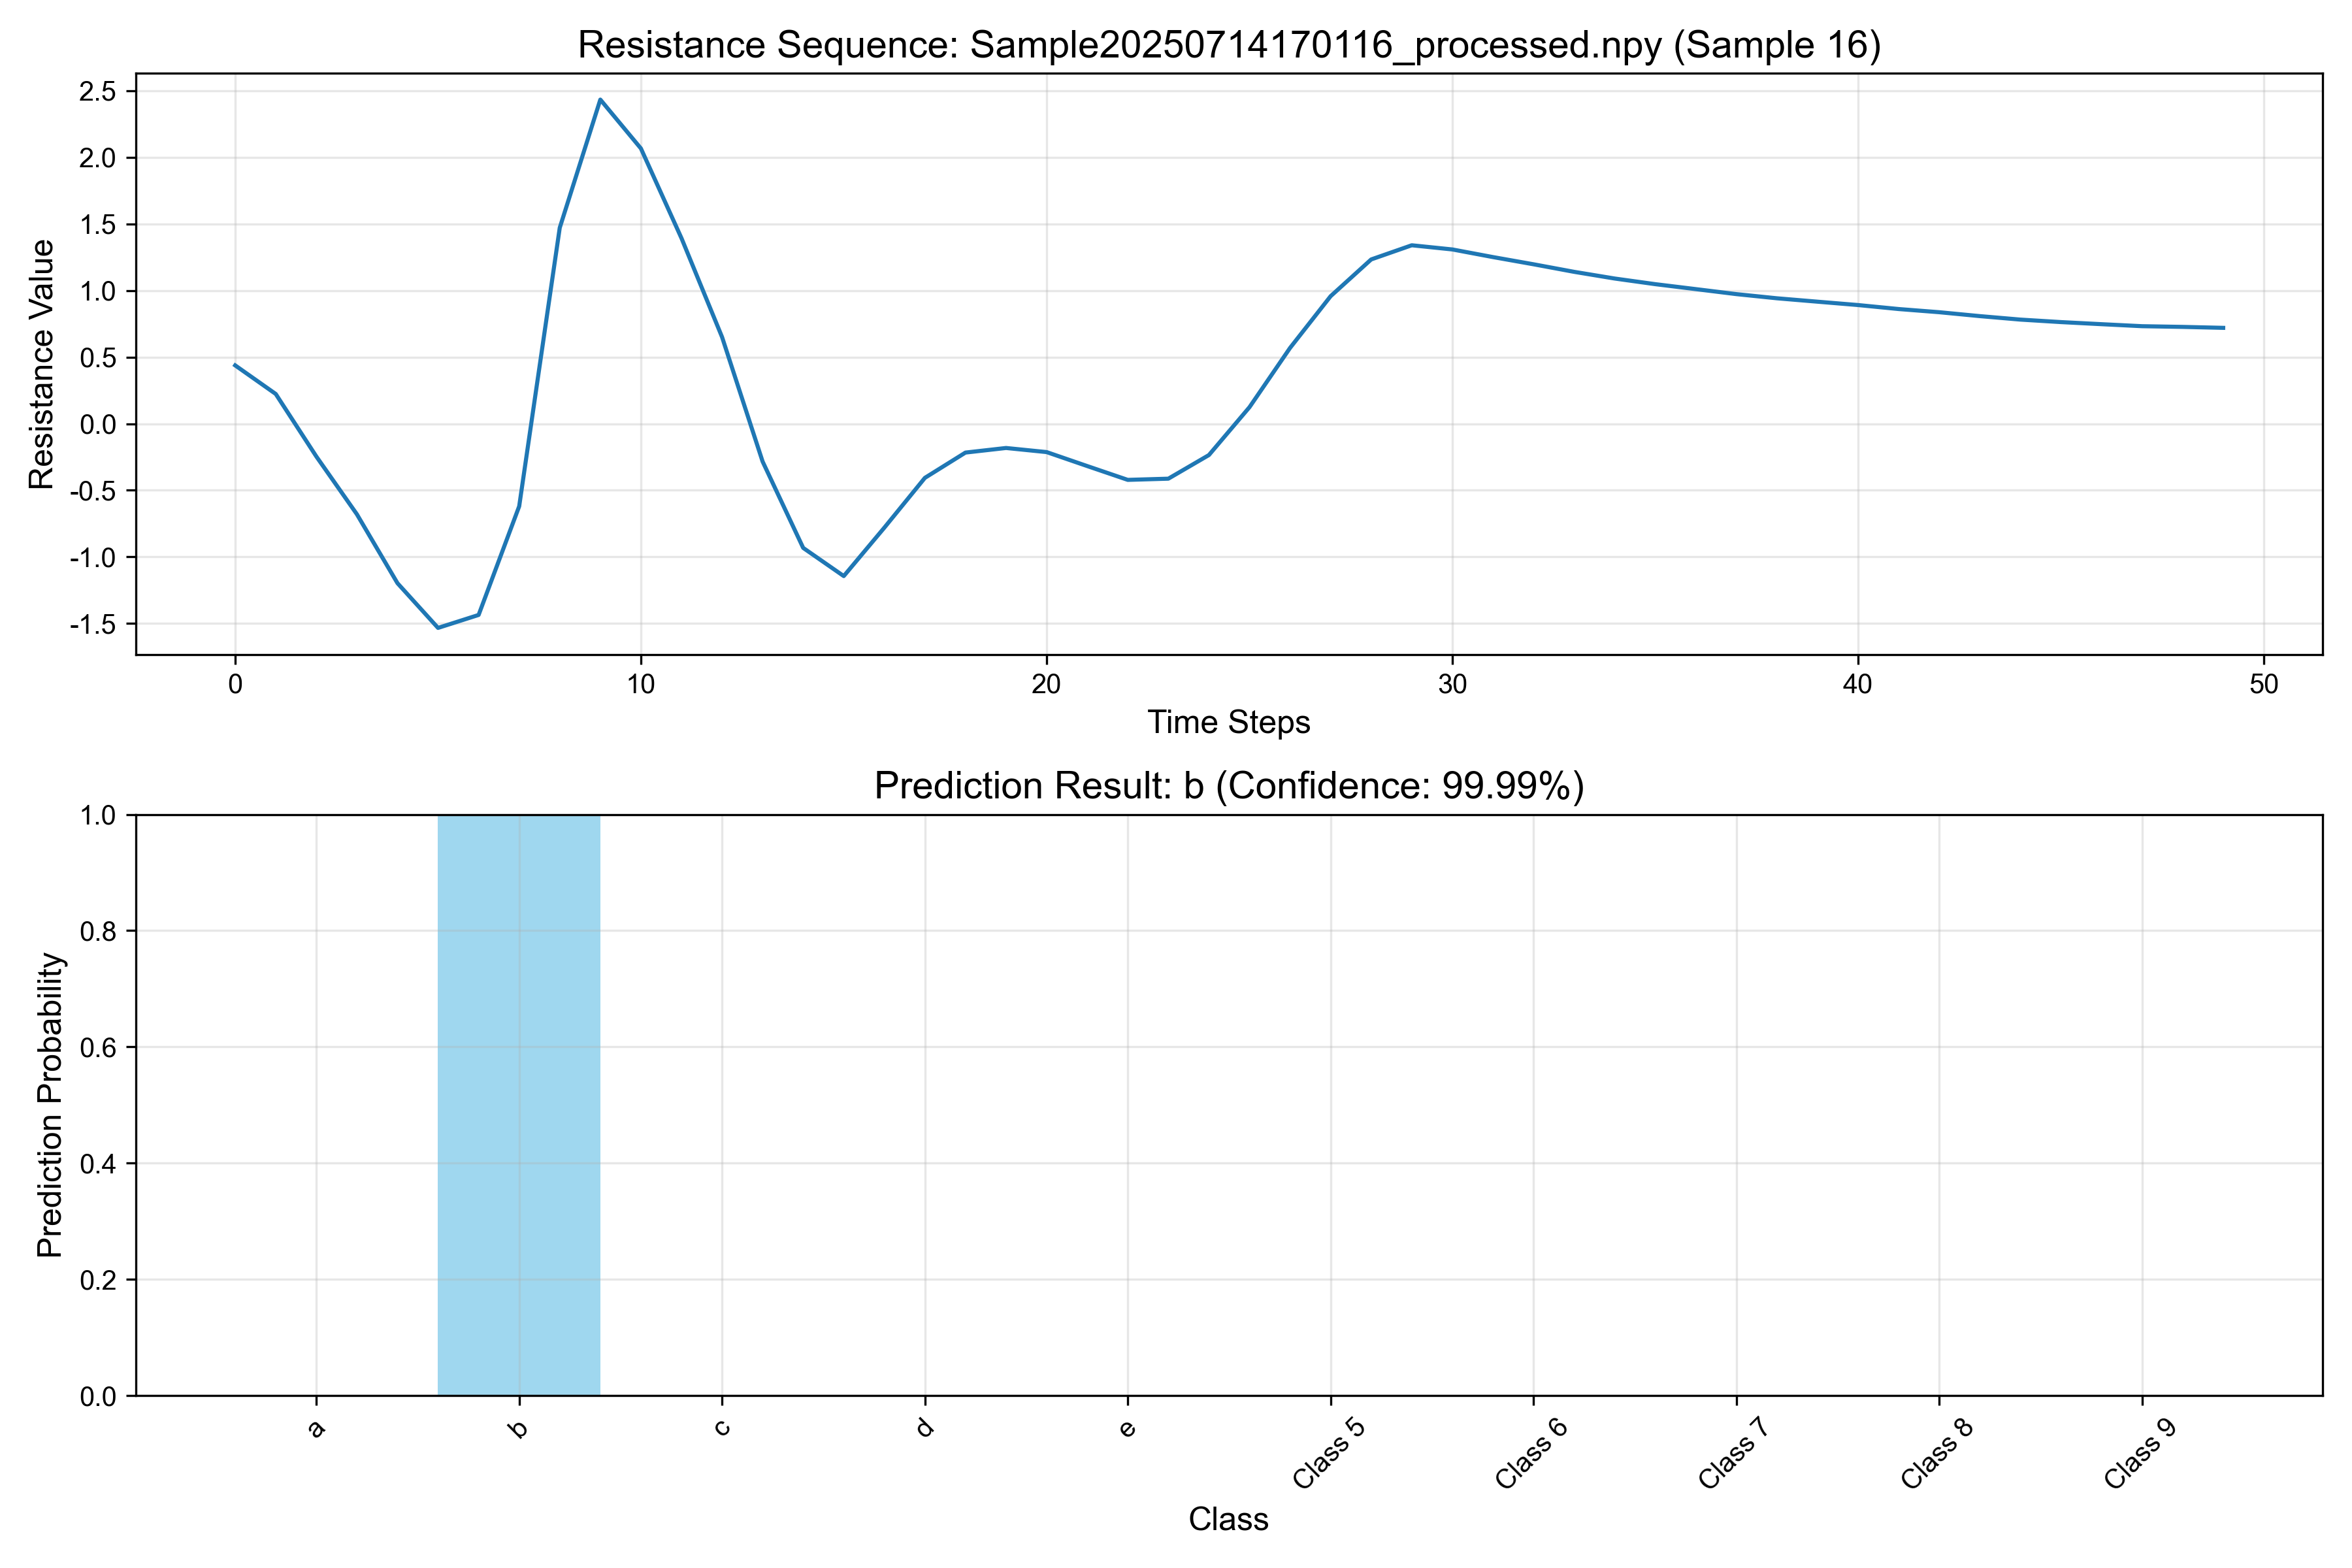 Resistance Sequence: Sample20250714170116_processed.npy (Sample 16)
2.5
2.0
1.5
1.0
0.5
0.0
-0.5
-1.0
-1.5
Resistance Value
0 10 20 30 40 50
Time Steps
Prediction Result: b (Confidence: 99.99%)
1.0
0.8
0.6
0.4
0.2
0.0
Prediction Probability
a b c d e Class 5 Class 6 Class 7 Class 8 Class 9
Class